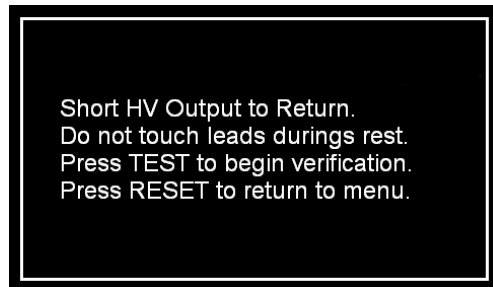 Short HV Output to Return.
Do not touch leads durings rest.
Press TEST to begin verification.
Press RESET to return to menu.